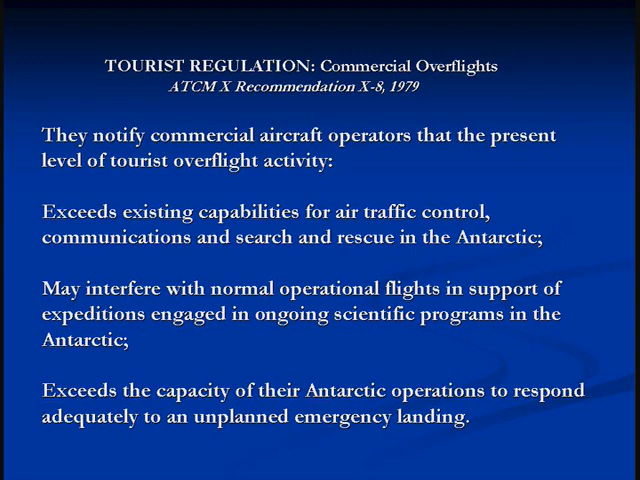 TOURIST REGULATION: Commercial Overflights
ATCM X Recommendation X-8, 1979
They notify commercial aircraft operators that the present
level of tourist overflight activity:
Exceeds existing capabilities for air traffic control,
communications and search and rescue in the Antarctic;
May interfere with normal operational flights in support of
expeditions engaged in ongoing scientific programs in the
Antarctic;
Exceeds the capacity of their Antarctic operations to respond
adequately to an unplanned emergency landing.